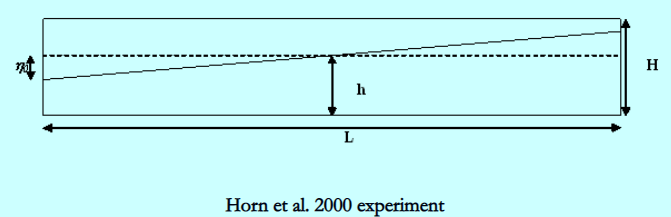 η₀
H
h
L
Horn et al. 2000 experiment